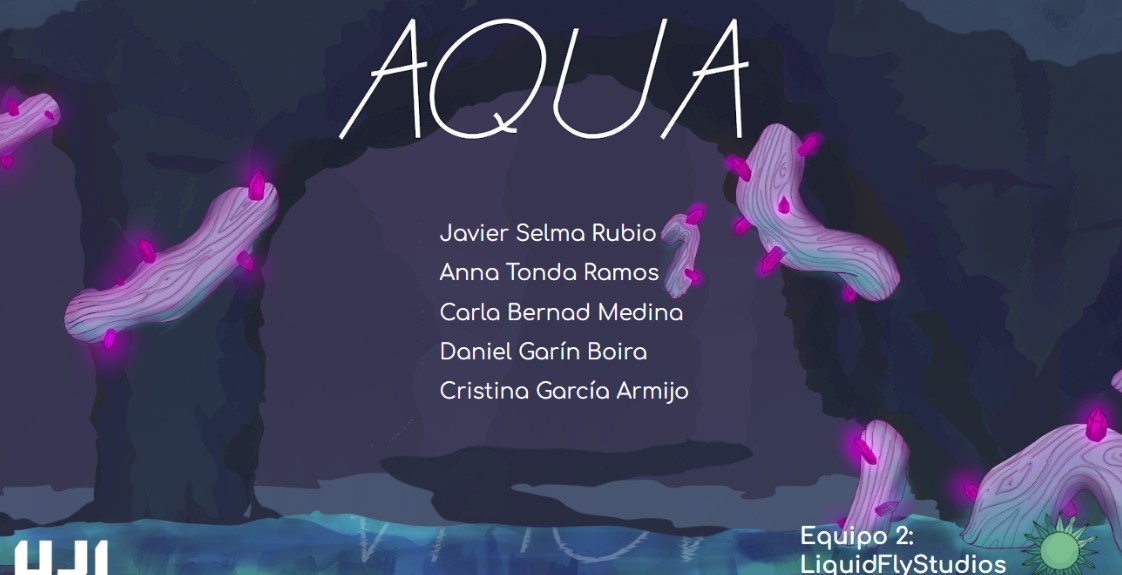 AQUA
Javier Selma Rubio
Anna Tonda Ramos
Carla Bernad Medina
Daniel Garín Boira
Cristina García Armijo
Equipo 2:
LiquidFlyStudios